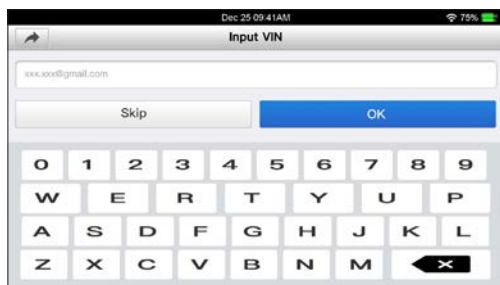 Dec 25 09:41AM 75%
Input VIN
xxx.xxx@gmail.com
Skip OK
0 1 2 3 4 5 6 7 8 9
W E R T Y U P
A S D F G H J K L
Z X C V B N M